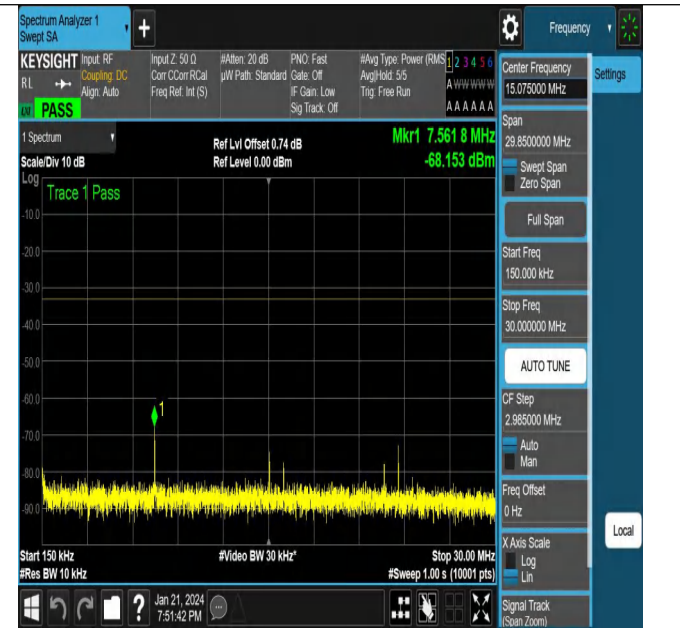 Spectrum Analyzer 1
Swept SA
+
Frequency
KEYSIGHT
RL
LXI
PASS
Input: RF
Coupling: DC
Align: Auto
Input Z: 50 Ω
Corr CCorr RCal
Freq Ref: Int (S)
#Atten: 20 dB
µW Path: Standard
PNO: Fast
Gate: Off
IF Gain: Low
Sig Track: Off
#Avg Type: Power (RMS
Avg|Hold: 5/5
Trig: Free Run
1 2 3 4 5 6
A W W W W W
A A A A A A
Center Frequency
15.075000 MHz
Settings
1 Spectrum
Scale/Div 10 dB
Ref Lvl Offset 0.74 dB
Ref Level 0.00 dBm
Mkr1 7.561 8 MHz
-68.153 dBm
Span
29.8500000 MHz
Swept Span
Zero Span
Full Span
Start Freq
150.000 kHz
Stop Freq
30.000000 MHz
AUTO TUNE
CF Step
2.985000 MHz
Auto
Man
Freq Offset
0 Hz
X Axis Scale
Log
Lin
Signal Track
(Span Zoom)
Local
Log
Trace 1 Pass
-10.0
-20.0
-30.0
-40.0
-50.0
-60.0
-70.0
-80.0
-90.0
1
Start 150 kHz
#Res BW 10 kHz
#Video BW 30 kHz*
Stop 30.00 MHz
#Sweep 1.00 s (10001 pts)
?
Jan 21, 2024
7:51:42 PM